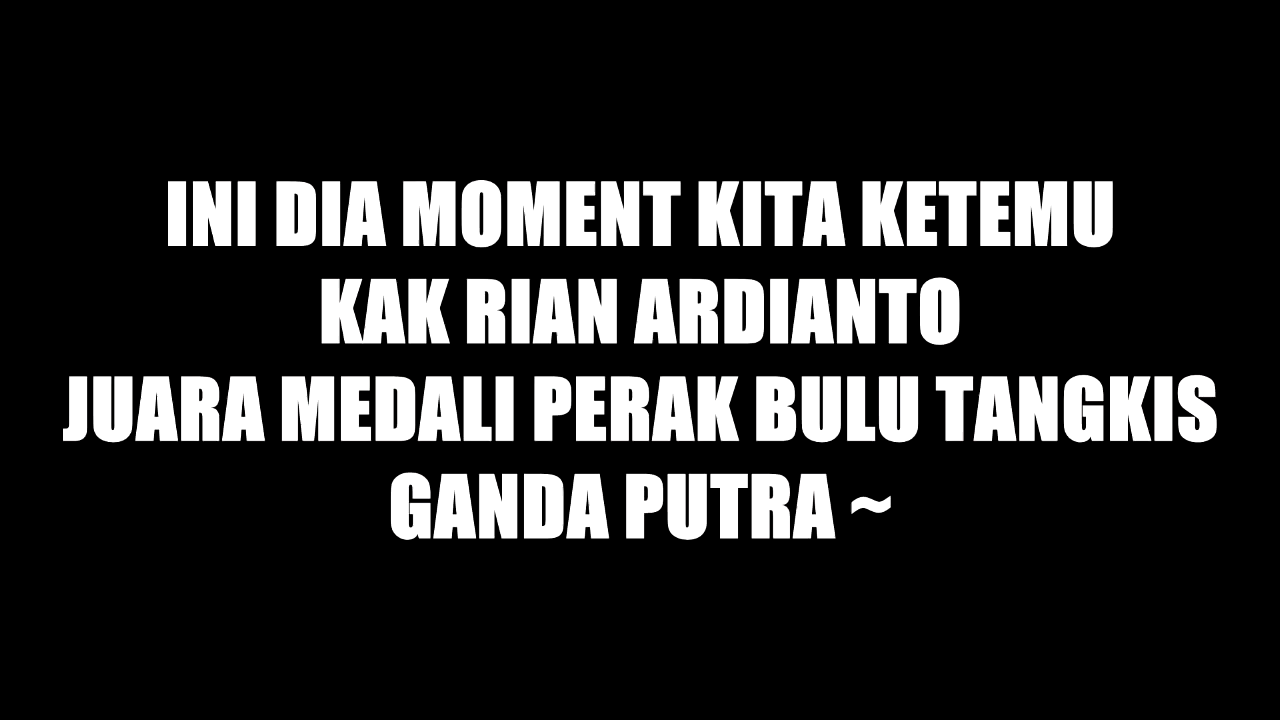 INI DIA MOMENT KITA KETEMU
KAK RIAN ARDIANTO
JUARA MEDALI PERAK BULU TANGKIS
GANDA PUTRA ~